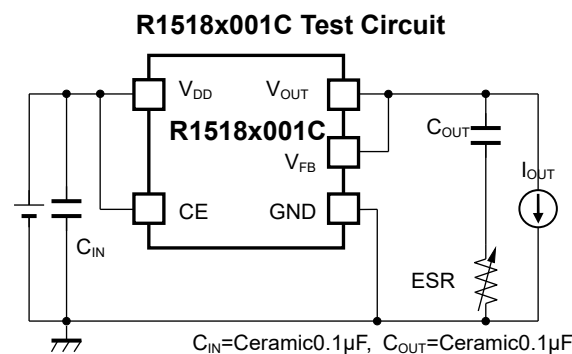 R1518x001C Test Circuit
VDD
VOUT
R1518x001C
COUT
VFB
IOUT
CE
GND
CIN
ESR
CIN=Ceramic0.1μF, COUT=Ceramic0.1μF